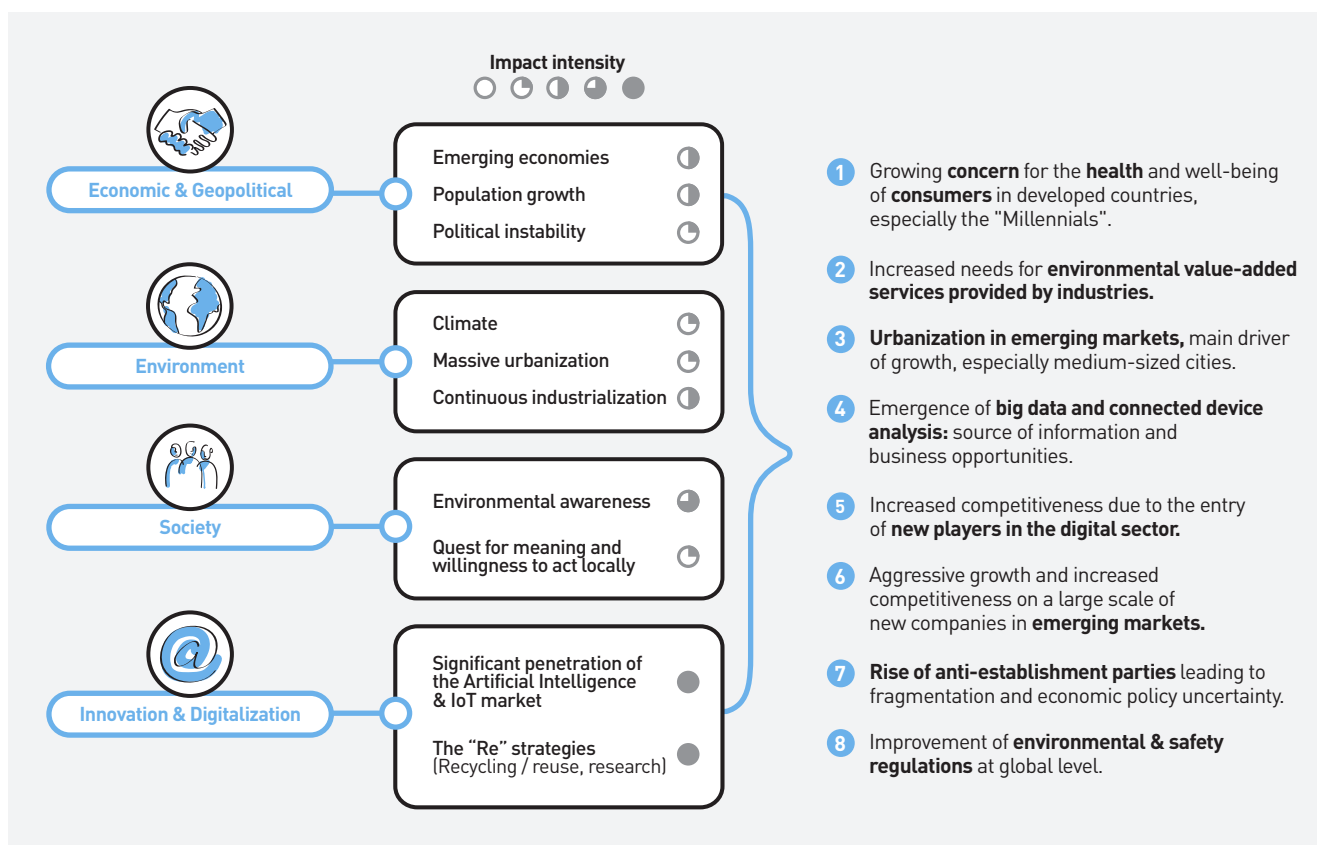 Impact intensity
Economic & Geopolitical
Emerging economies
Population growth
Political instability
Environment
Climate
Massive urbanization
Continuous industrialization
Society
Environmental awareness
Quest for meaning and
willingness to act locally
Innovation & Digitalization
Significant penetration of
the Artificial Intelligence
& IoT market
The “Re” strategies
(Recycling / reuse, research)
1 Growing concern for the health and well-being
of consumers in developed countries,
especially the "Millennials".
2 Increased needs for environmental value-added
services provided by industries.
3 Urbanization in emerging markets, main driver
of growth, especially medium-sized cities.
4 Emergence of big data and connected device
analysis: source of information and
business opportunities.
5 Increased competitiveness due to the entry
of new players in the digital sector.
6 Aggressive growth and increased
competitiveness on a large scale of
new companies in emerging markets.
7 Rise of anti-establishment parties leading to
fragmentation and economic policy uncertainty.
8 Improvement of environmental & safety
regulations at global level.